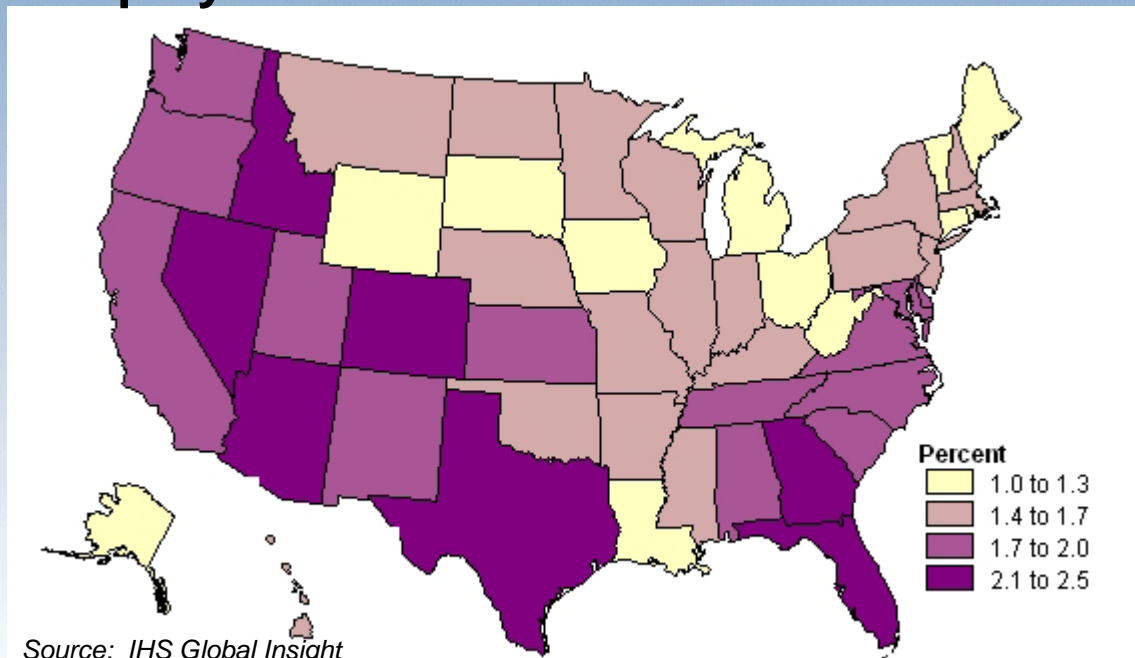 Percent
1.0 to 1.3
1.4 to 1.7
1.7 to 2.0
2.1 to 2.5
Source: IHS Global Insight